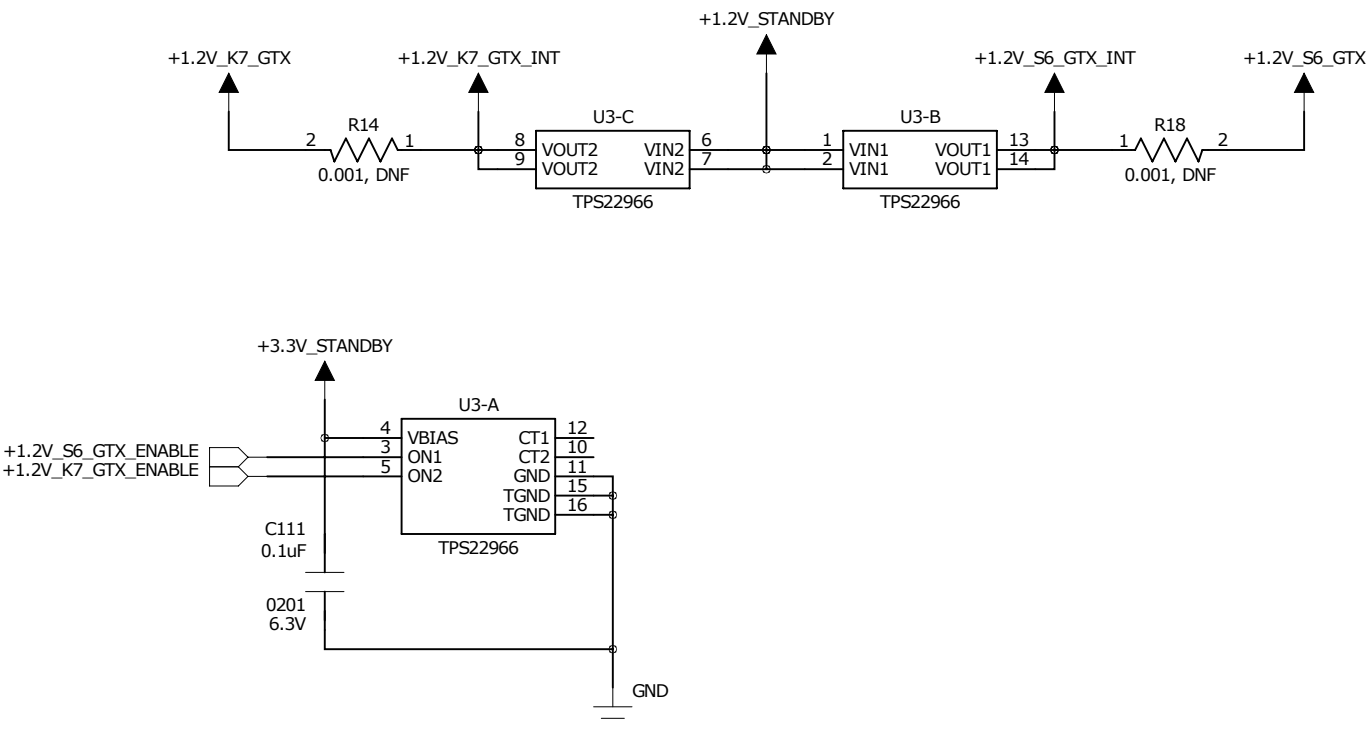 +1.2V_STANDBY
+1.2V_K7_GTX
+1.2V_K7_GTX_INT
+1.2V_S6_GTX_INT
+1.2V_S6_GTX
R14
2
1
0.001, DNF
U3-C
8 VOUT2 VIN2 6
9 VOUT2 VIN2 7
TPS22966
U3-B
1 VIN1 VOUT1 13
2 VIN1 VOUT1 14
TPS22966
R18
1
2
0.001, DNF
+3.3V_STANDBY
U3-A
4 VBIAS CT1 12
+1.2V_S6_GTX_ENABLE 3 ON1 CT2 10
+1.2V_K7_GTX_ENABLE 5 ON2 GND 11
TGND 15
TGND 16
TPS22966
C111
0.1uF
0201
6.3V
GND